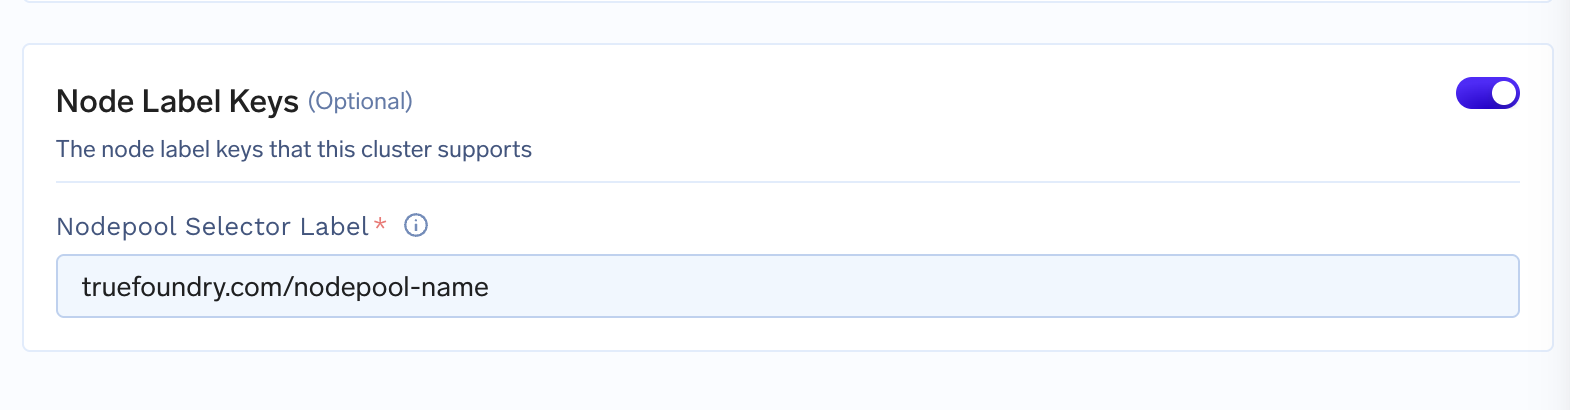 Node Label Keys (Optional)
The node label keys that this cluster supports
Nodepool Selector Label*
truefoundry.com/nodepool-name